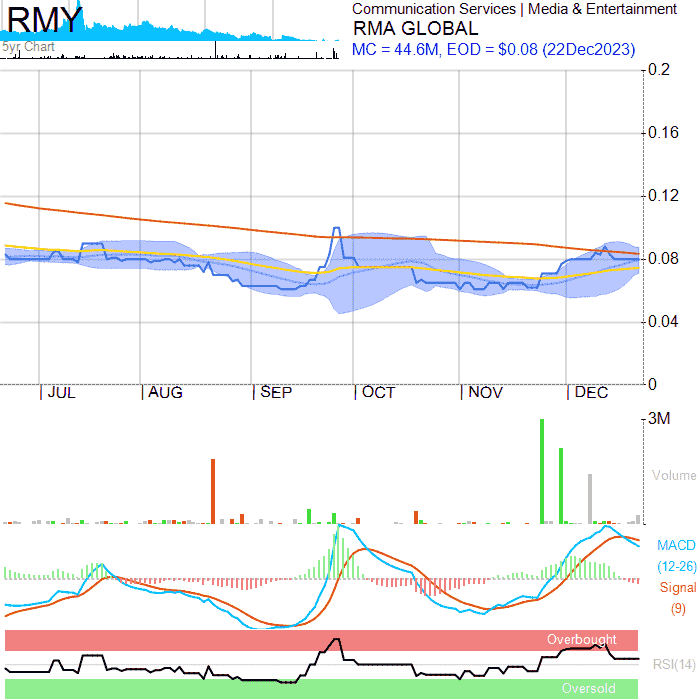 RMY
5yr Chart
Communication Services | Media & Entertainment
RMA GLOBAL
MC = 44.6M, EOD = $0.08 (22Dec2023)
0.2
0.16
0.12
0.08
0.04
0
JUL AUG SEP OCT NOV DEC
3M
Volume
MACD
(12-26)
Signal
(9)
Overbought
RSI(14)
Oversold